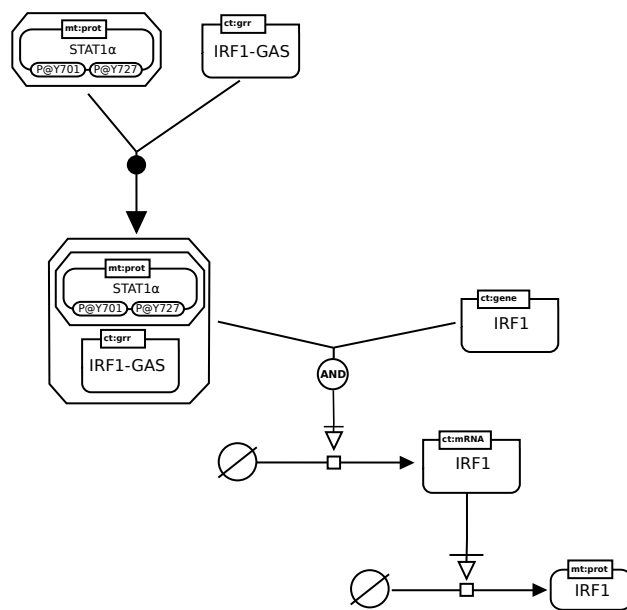 mt:prot
STAT1α
P@Y701 P@Y727
ct:grr
IRF1-GAS
mt:prot
STAT1α
P@Y701 P@Y727
ct:grr
IRF1-GAS
ct:gene
IRF1
AND
ct:mRNA
IRF1
mt:prot
IRF1